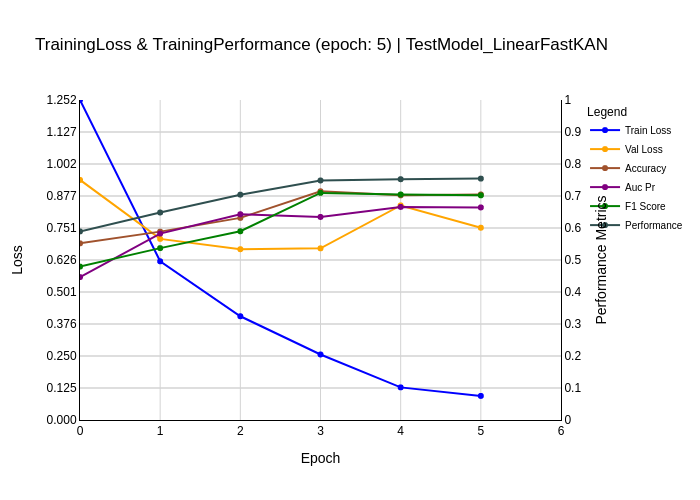 TrainingLoss & TrainingPerformance (epoch: 5) | TestModel_LinearFastKAN
Legend
Train Loss
Val Loss
Accuracy
Auc Pr
F1 Score
Performance
Loss
1.252
1.127
1.002
0.877
0.751
0.626
0.501
0.376
0.250
0.125
0.000
1
0.9
0.8
0.7
0.6
0.5
0.4
0.3
0.2
0.1
0
Performance Metrics
0 1 2 3 4 5 6
Epoch